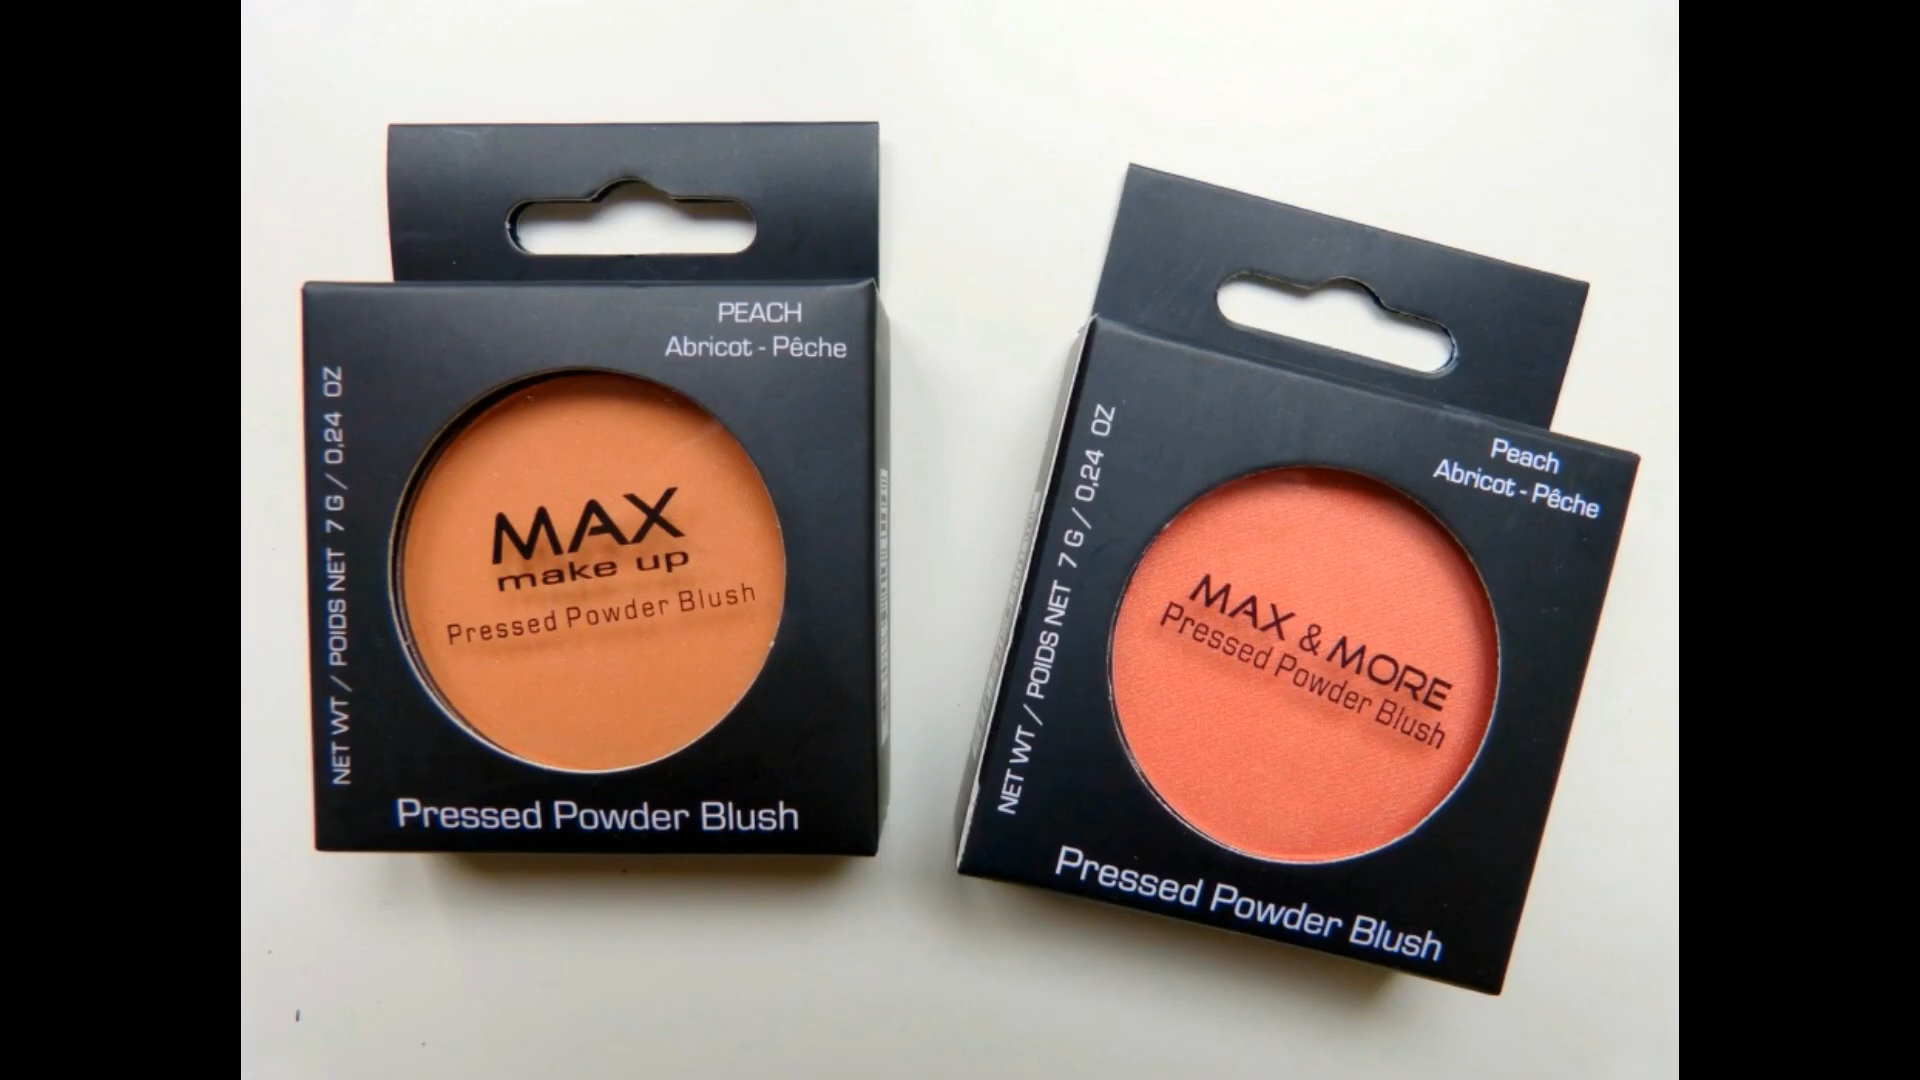 PEACH
Abricot - Pêche
NET WT / POIDS NET 7 G / 0,24 OZ
MAX
make up
Pressed Powder Blush
Pressed Powder Blush
Peach
Abricot - Pêche
NET WT / POIDS NET 7 G / 0,24 OZ
MAX & MORE
Pressed Powder Blush
Pressed Powder Blush